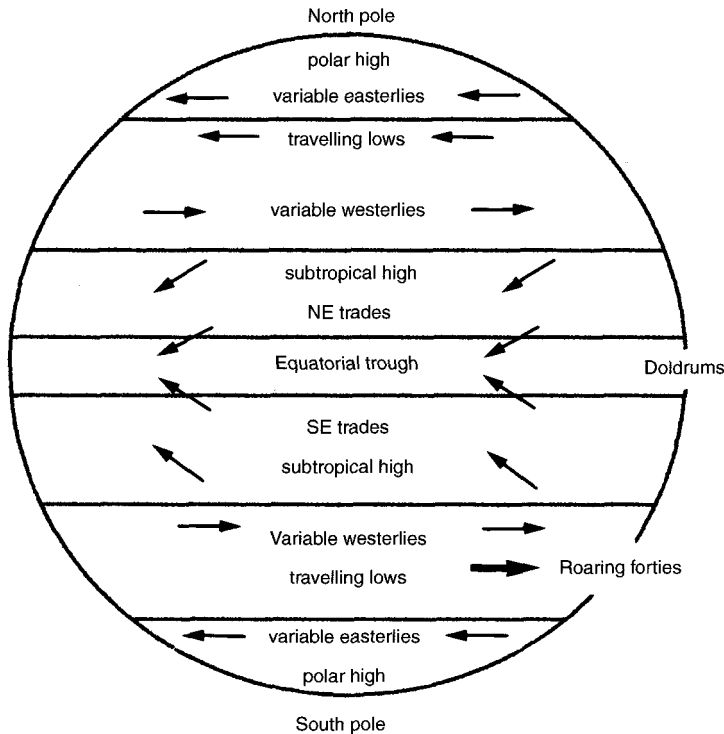 North pole
polar high
variable easterlies
travelling lows
variable westerlies
subtropical high
NE trades
Equatorial trough
Doldrums
SE trades
subtropical high
Variable westerlies
Roaring forties
travelling lows
variable easterlies
polar high
South pole